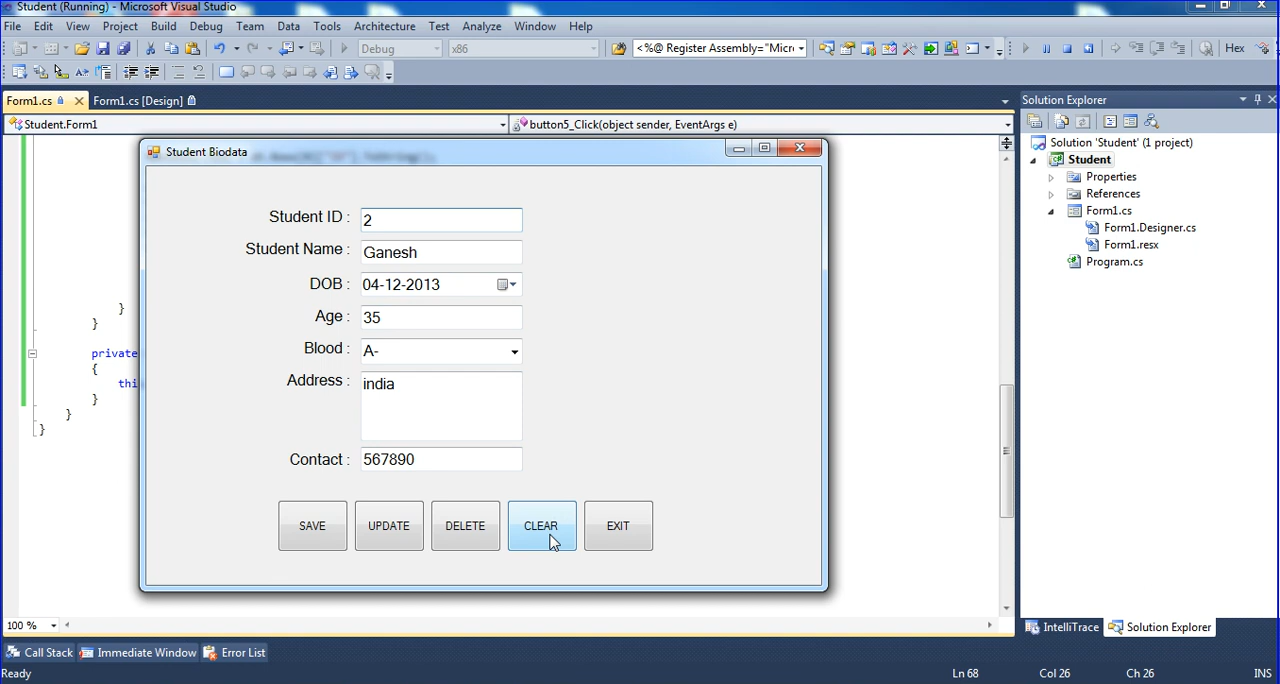 Student (Running) - Microsoft Visual Studio
File Edit View Project Build Debug Team Data Tools Architecture Test Analyze Window Help
Debug x86 <%@ Register Assembly="Micro Hex
Form1.cs Form1.cs [Design]
Student.Form1 button5_Click(object sender, EventArgs e)
Student Biodata
Student ID : 2
Student Name : Ganesh
DOB : 04-12-2013
Age : 35
Blood : A-
Address : india
Contact : 567890
SAVE UPDATE DELETE CLEAR EXIT
}
}
private
{
thi
}
}
}
100 %
Solution Explorer
Solution 'Student' (1 project)
Student
Properties
References
Form1.cs
Form1.Designer.cs
Form1.resx
Program.cs
IntelliTrace Solution Explorer
Call Stack Immediate Window Error List
Ready Ln 68 Col 26 Ch 26 INS